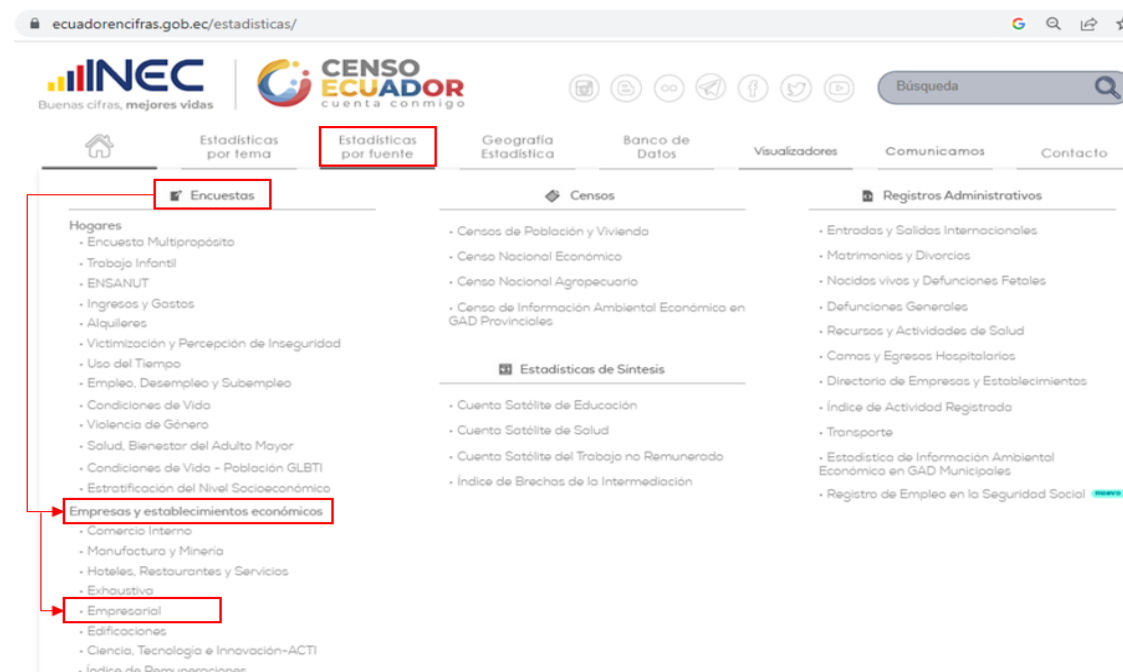 ecuadorencifras.gob.ec/estadisticas/
INEC
Buenas cifras, mejores vidas
CENSO
ECUADOR
cuenta conmigo
Búsqueda
Estadísticas
por tema
Estadísticas
por fuente
Geografía
Estadística
Banco de
Datos
Visualizadores
Comunicamos
Contacto
Encuestas
Hogares
- Encuesta Multipropósito
- Trabajo Infantil
- ENSANUT
- Ingresos y Gastos
- Alquileres
- Victimización y Percepción de Inseguridad
- Uso del Tiempo
- Empleo, Desempleo y Subempleo
- Condiciones de Vida
- Violencia de Género
- Salud, Bienestar del Adulto Mayor
- Condiciones de Vida - Población GLBTI
- Estratificación del Nivel Socioeconómico
Empresas y establecimientos económicos
- Comercio Interno
- Manufactura y Minería
- Hoteles, Restaurantes y Servicios
- Exhaustiva
- Empresarial
- Edificaciones
- Ciencia, Tecnología e Innovación-ACTI
- Índice de Remuneraciones
Censos
- Censos de Población y Vivienda
- Censo Nacional Económico
- Censo Nacional Agropecuario
- Censo de Información Ambiental Económica en
GAD Provinciales
Estadísticas de Síntesis
- Cuenta Satélite de Educación
- Cuenta Satélite de Salud
- Cuenta Satélite del Trabajo no Remunerado
- Índice de Brechas de la Intermediación
Registros Administrativos
- Entradas y Salidas Internacionales
- Matrimonios y Divorcios
- Nacidos vivos y Defunciones Fetales
- Defunciones Generales
- Recursos y Actividades de Salud
- Camas y Egresos Hospitalarios
- Directorio de Empresas y Establecimientos
- Índice de Actividad Registrada
- Transporte
- Estadística de Información Ambiental
Económica en GAD Municipales
- Registro de Empleo en la Seguridad Social nuevo